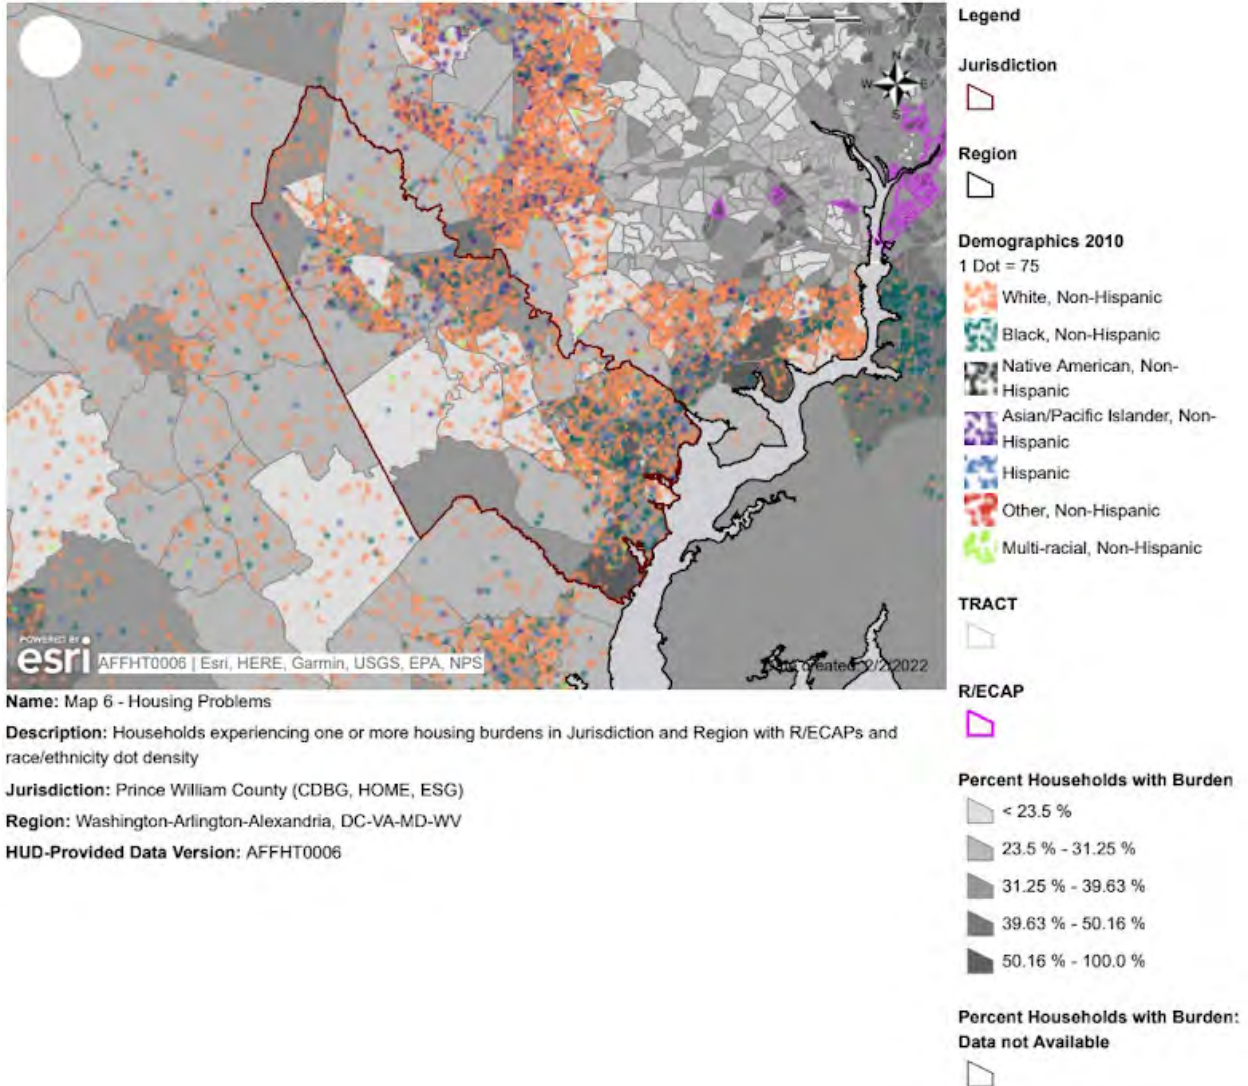 N
W E
S
POWERED BY
esri
AFFHT0006 | Esri, HERE, Garmin, USGS, EPA, NPS
created: 2/2/2022
Name: Map 6 - Housing Problems
Description: Households experiencing one or more housing burdens in Jurisdiction and Region with R/ECAPs and
race/ethnicity dot density
Jurisdiction: Prince William County (CDBG, HOME, ESG)
Region: Washington-Arlington-Alexandria, DC-VA-MD-WV
HUD-Provided Data Version: AFFHT0006
Legend
Jurisdiction
Region
Demographics 2010
1 Dot = 75
White, Non-Hispanic
Black, Non-Hispanic
Native American, Non-
Hispanic
Asian/Pacific Islander, Non-
Hispanic
Hispanic
Other, Non-Hispanic
Multi-racial, Non-Hispanic
TRACT
R/ECAP
Percent Households with Burden
< 23.5 %
23.5 % - 31.25 %
31.25 % - 39.63 %
39.63 % - 50.16 %
50.16 % - 100.0 %
Percent Households with Burden:
Data not Available